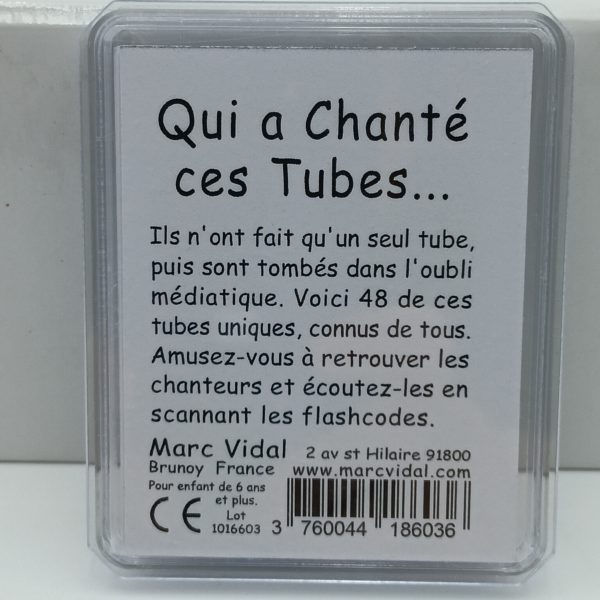 Qui a Chanté
ces Tubes...
Ils n'ont fait qu'un seul tube,
puis sont tombés dans l'oubli
médiatique. Voici 48 de ces
tubes uniques, connus de tous.
Amusez-vous à retrouver les
chanteurs et écoutez-les en
scannant les flashcodes.
Marc Vidal 2 av st Hilaire 91800
Brunoy France www.marcvidal.com
Pour enfant de 6 ans
et plus.
CE Lot
1016603 3 760044 186036